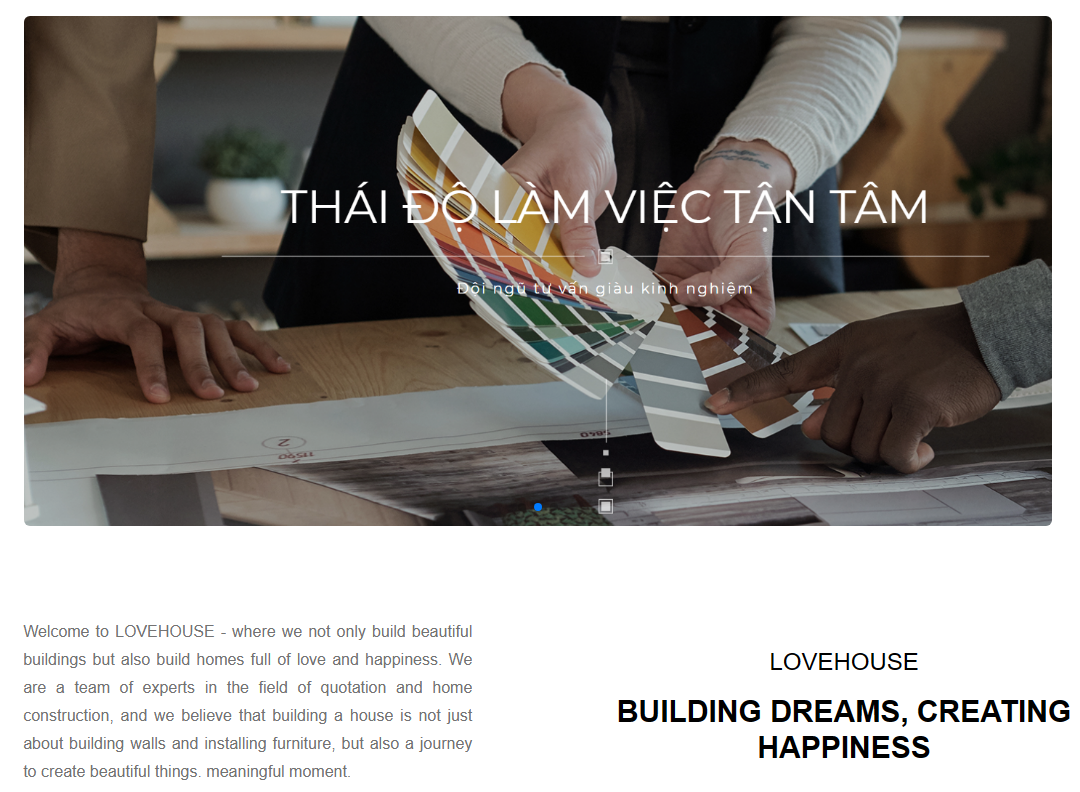 THÁI ĐỘ LÀM VIỆC TẬN TÂM
Đội ngũ tư vấn giàu kinh nghiệm
2
11590
5840
Welcome to LOVEHOUSE - where we not only build beautiful
buildings but also build homes full of love and happiness. We
are a team of experts in the field of quotation and home
construction, and we believe that building a house is not just
about building walls and installing furniture, but also a journey
to create beautiful things. meaningful moment.
LOVEHOUSE
BUILDING DREAMS, CREATING
HAPPINESS